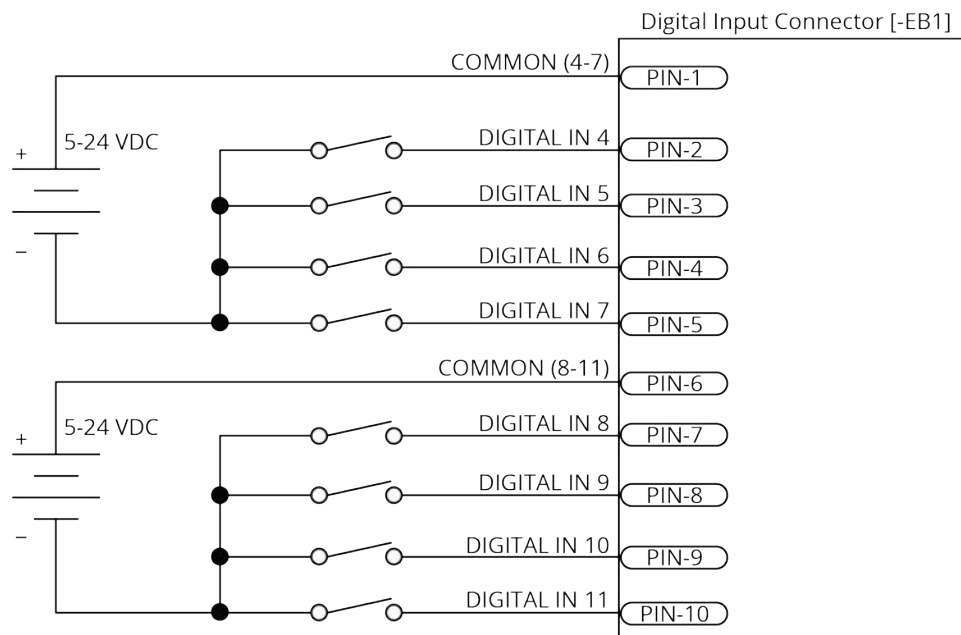 Digital Input Connector [-EB1]
COMMON (4-7)
PIN-1
5-24 VDC
+
DIGITAL IN 4
PIN-2
DIGITAL IN 5
PIN-3
–
DIGITAL IN 6
PIN-4
DIGITAL IN 7
PIN-5
COMMON (8-11)
PIN-6
5-24 VDC
+
DIGITAL IN 8
PIN-7
DIGITAL IN 9
PIN-8
–
DIGITAL IN 10
PIN-9
DIGITAL IN 11
PIN-10